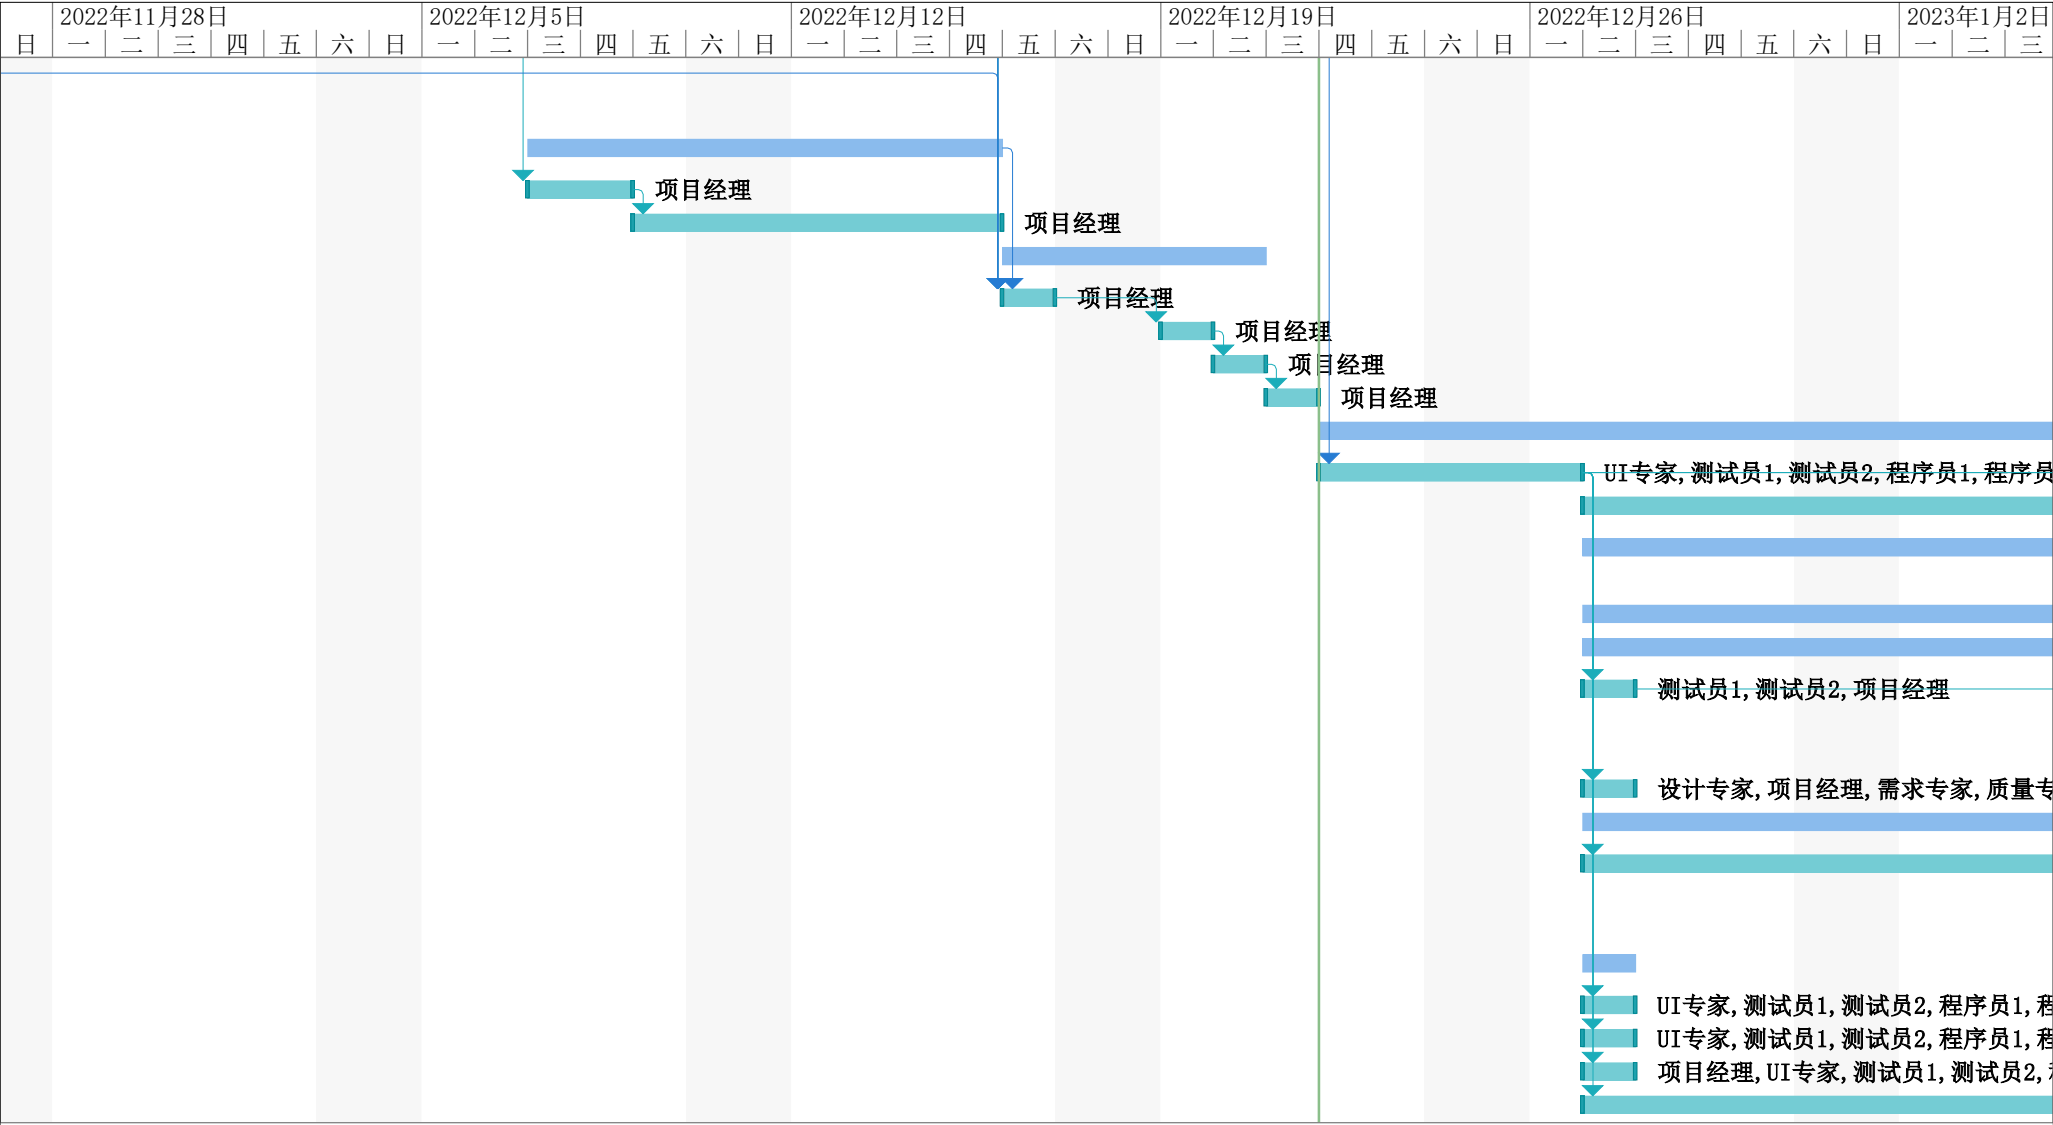 2022年11月28日 2022年12月5日 2022年12月12日 2022年12月19日 2022年12月26日 2023年1月2日
日 一 二 三 四 五 六 日 一 二 三 四 五 六 日 一 二 三 四 五 六 日 一 二 三 四 五 六 日 一 二 三 四 五 六 日 一 二 三
项目经理
项目经理
项目经理
项目经理
项目经理
项目经理
UI专家,测试员1,测试员2,程序员1,程序员
测试员1,测试员2,项目经理
设计专家,项目经理,需求专家,质量专
UI专家,测试员1,测试员2,程序员1,程
UI专家,测试员1,测试员2,程序员1,程
项目经理,UI专家,测试员1,测试员2,